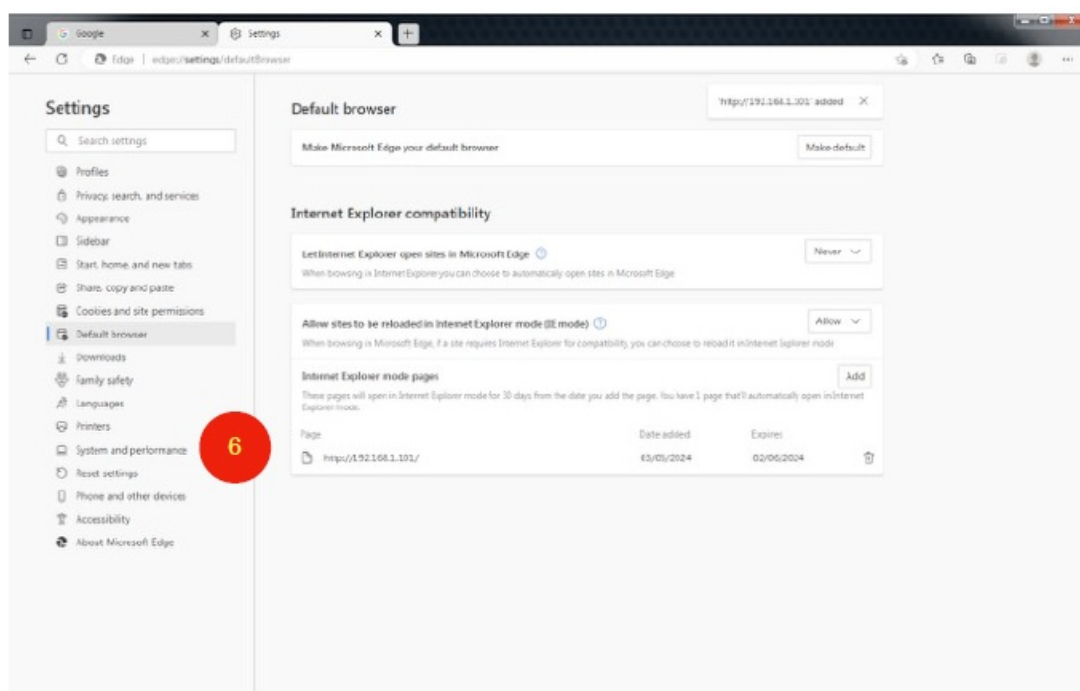 Google
Settings
Edge | edge://settings/defaultBrowser
Settings
Search settings
Profiles
Privacy, search, and services
Appearance
Sidebar
Start, home, and new tabs
Share, copy and paste
Cookies and site permissions
Default browser
Downloads
Family safety
Languages
Printers
System and performance
Reset settings
Phone and other devices
Accessibility
About Microsoft Edge
6
Default browser
'http://192.168.1.101' added
Make Microsoft Edge your default browser
Make default
Internet Explorer compatibility
Let Internet Explorer open sites in Microsoft Edge
Never
When browsing in Internet Explorer you can choose to automatically open sites in Microsoft Edge
Allow sites to be reloaded in Internet Explorer mode (IE mode)
Allow
When browsing in Microsoft Edge, if a site requires Internet Explorer for compatibility, you can choose to reload it in Internet Explorer mode
Internet Explorer mode pages
Add
These pages will open in Internet Explorer mode for 30 days from the date you add the page. You have 1 page that'll automatically open in Internet
Explorer mode.
Page Date added Expires
http://192.168.1.101/ 03/05/2024 02/06/2024